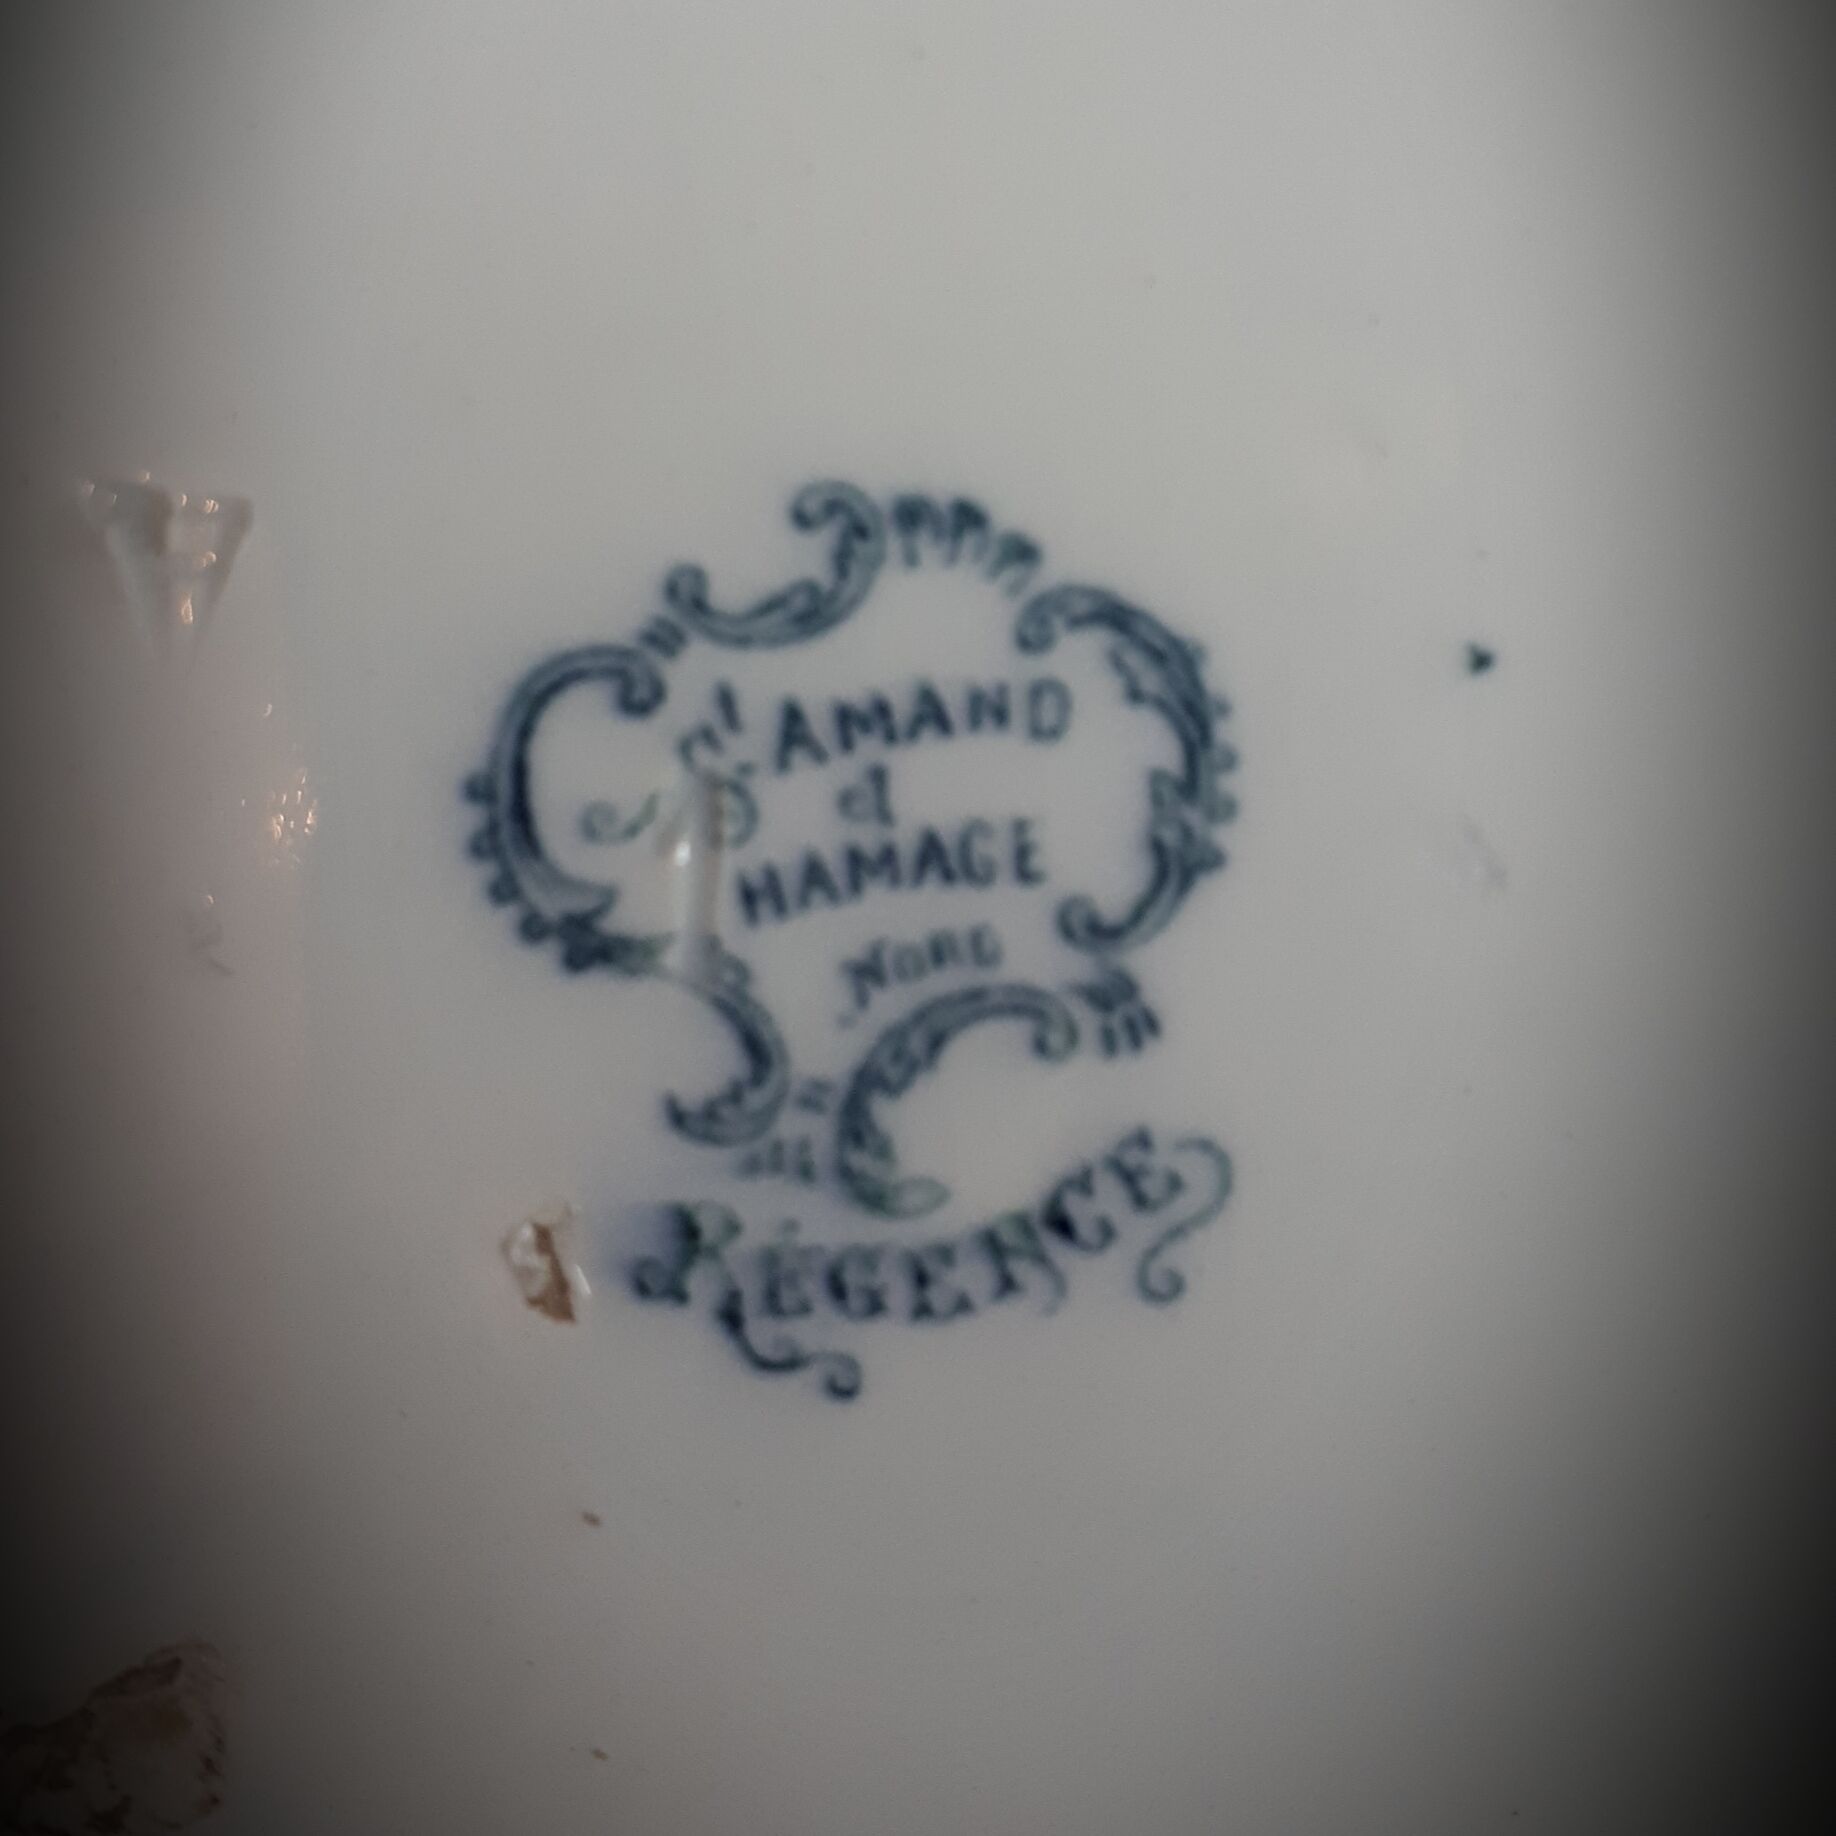 St AMAND
et
HAMAGE
NORD
RÉGENCE